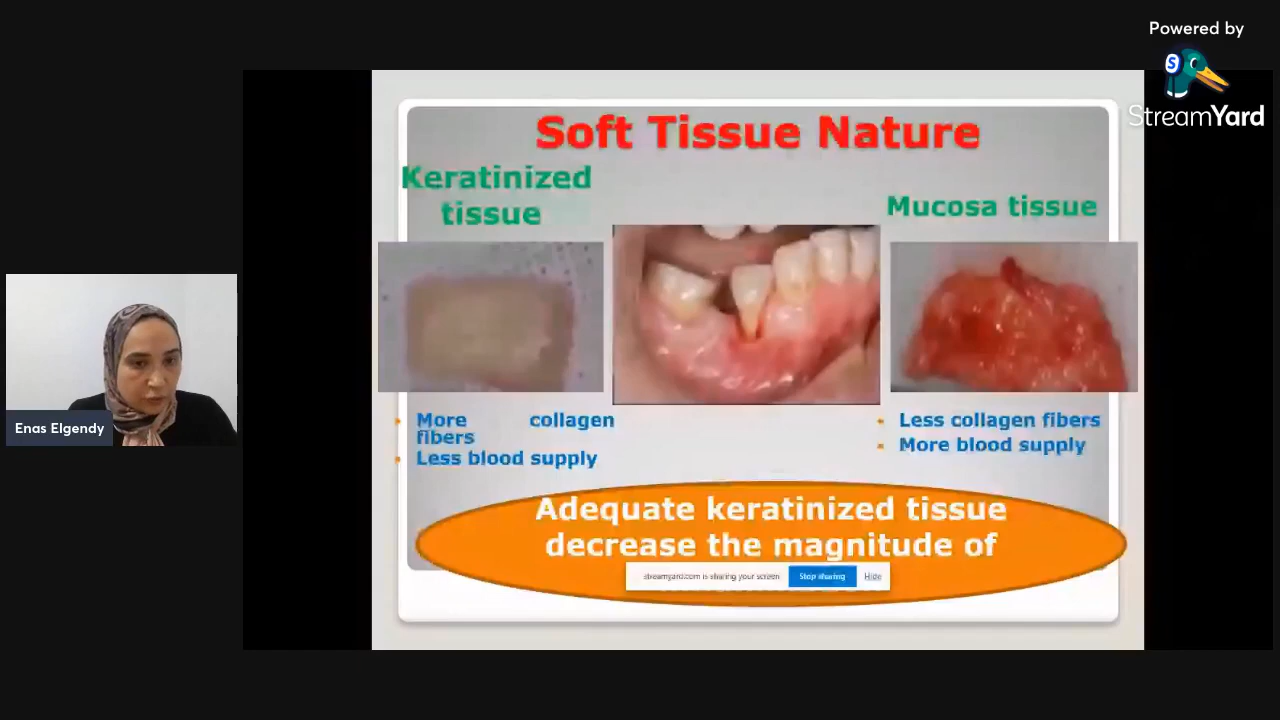 Powered by
StreamYard
Soft Tissue Nature
Keratinized
tissue
Mucosa tissue
More collagen
fibers
Less blood supply
Less collagen fibers
More blood supply
Adequate keratinized tissue
decrease the magnitude of
streamyard.com is sharing your screen Stop sharing Hide
Enas Elgendy